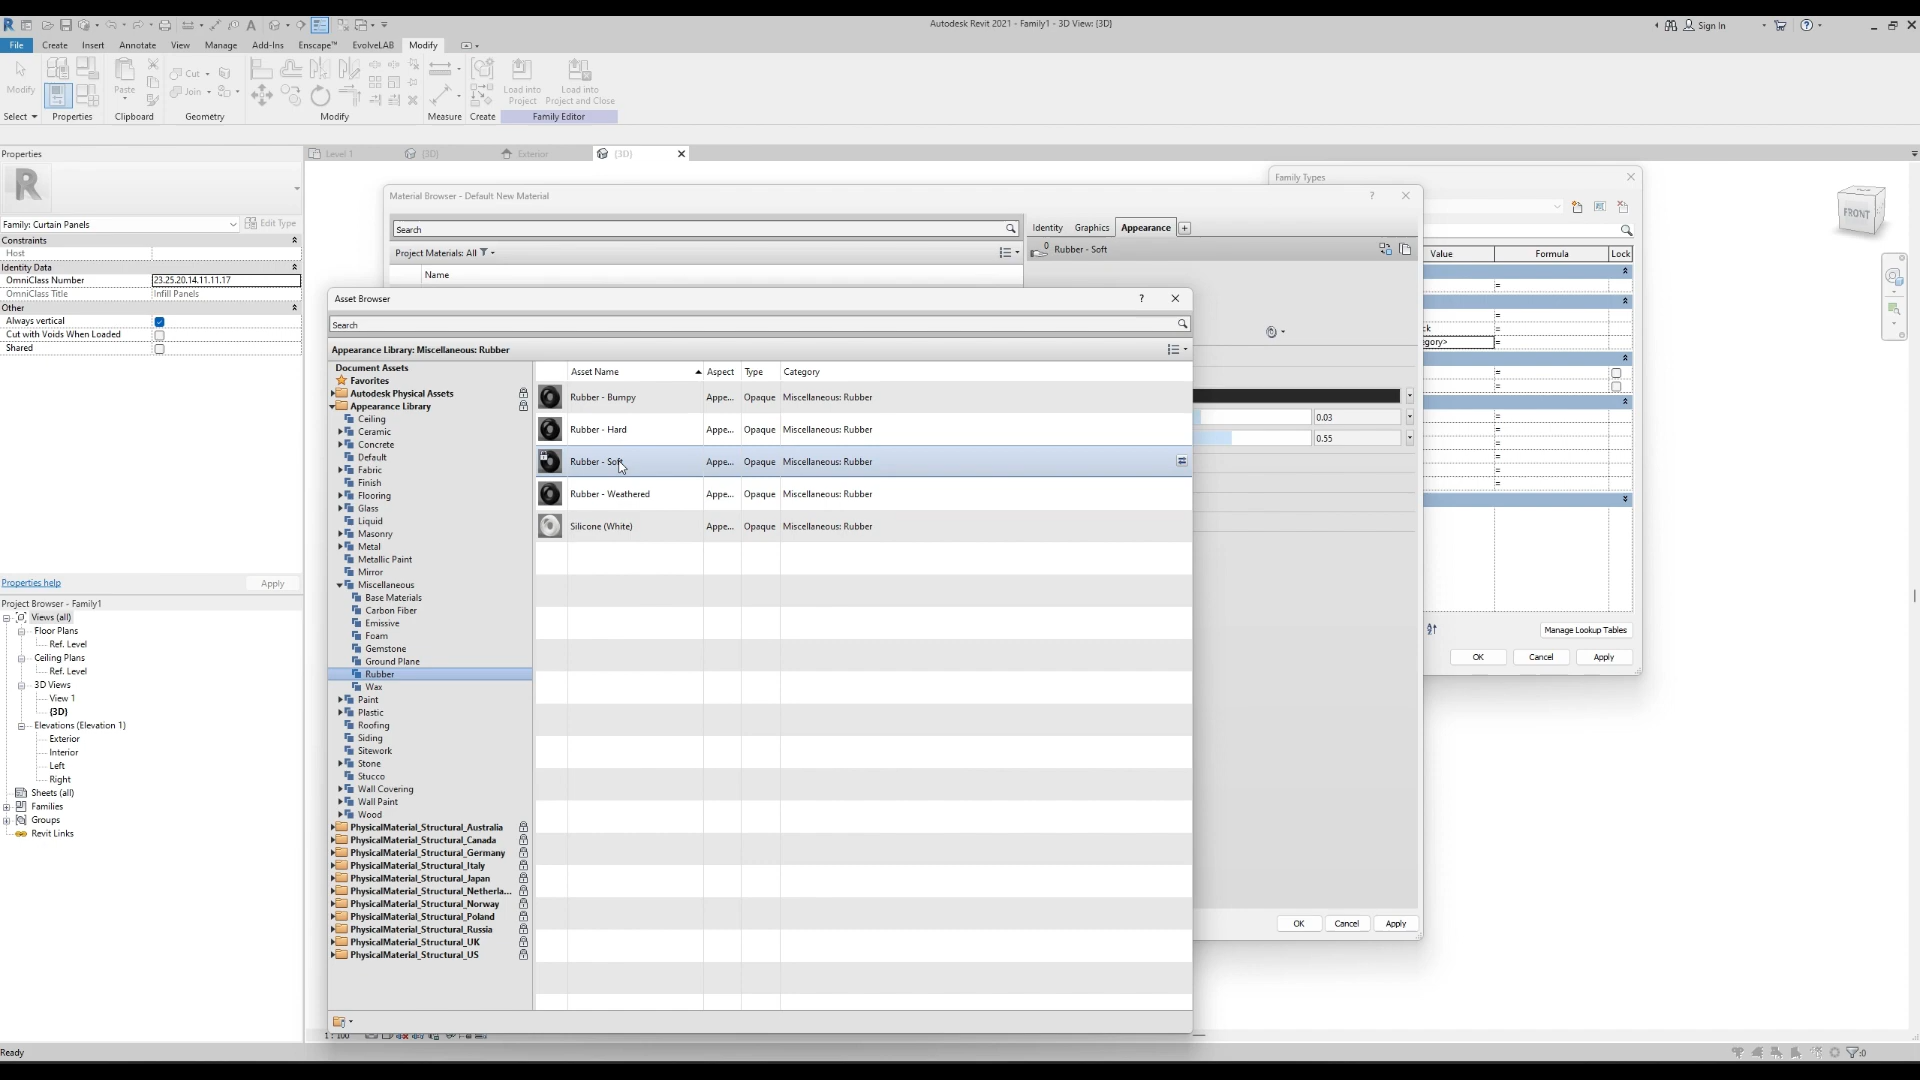 Autodesk Revit 2021 - Family1 - 3D View: {3D}
Sign In
File Create Insert Annotate View Manage Add-Ins Enscape™ EvolveLAB Modify
Modify
Paste
Cut
Join
Load into Project
Load into Project and Close
Select Properties Clipboard Geometry Modify Measure Create Family Editor
Properties
Level 1
{3D}
Exterior
{3D}
R
Family: Curtain Panels
Edit Type
Constraints
Host
Identity Data
OmniClass Number 23.25.20.14.11.11.17
OmniClass Title Infill Panels
Other
Always vertical
Cut with Voids When Loaded
Shared
Properties help
Apply
Project Browser - Family1
Views (all)
Floor Plans
Ref. Level
Ceiling Plans
Ref. Level
3D Views
View 1
{3D}
Elevations (Elevation 1)
Exterior
Interior
Left
Right
Sheets (all)
Families
Groups
Revit Links
Ready
Material Browser - Default New Material
?
Search
Project Materials: All
Name
Identity Graphics Appearance +
0
Rubber - Soft
0.03
0.55
OK Cancel Apply
Asset Browser
?
Search
Appearance Library: Miscellaneous: Rubber
Document Assets
Favorites
Autodesk Physical Assets
Appearance Library
Ceiling
Ceramic
Concrete
Default
Fabric
Finish
Flooring
Glass
Liquid
Masonry
Metal
Metallic Paint
Mirror
Miscellaneous
Base Materials
Carbon Fiber
Emissive
Foam
Gemstone
Ground Plane
Rubber
Wax
Paint
Plastic
Roofing
Siding
Sitework
Stone
Stucco
Wall Covering
Wall Paint
Wood
PhysicalMaterial_Structural_Australia
PhysicalMaterial_Structural_Canada
PhysicalMaterial_Structural_Germany
PhysicalMaterial_Structural_Italy
PhysicalMaterial_Structural_Japan
PhysicalMaterial_Structural_Netherla...
PhysicalMaterial_Structural_Norway
PhysicalMaterial_Structural_Poland
PhysicalMaterial_Structural_Russia
PhysicalMaterial_Structural_UK
PhysicalMaterial_Structural_US
Asset Name Aspect Type Category
Rubber - Bumpy Appe... Opaque Miscellaneous: Rubber
Rubber - Hard Appe... Opaque Miscellaneous: Rubber
Rubber - Soft Appe... Opaque Miscellaneous: Rubber
Rubber - Weathered Appe... Opaque Miscellaneous: Rubber
Silicone (White) Appe... Opaque Miscellaneous: Rubber
Family Types
Value Formula Lock
=
=
ck =
egory> =
=
=
=
=
=
=
=
=
Manage Lookup Tables
OK Cancel Apply
FRONT
:0